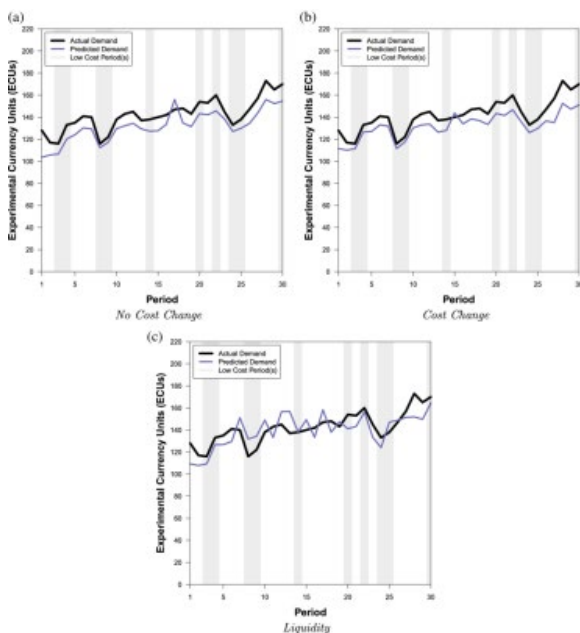 (a)
Experimental Currency Units (ECUs)
220
200
180
160
140
120
100
80
60
40
20
0
Actual Demand
Predicted Demand
Low Cost Period(s)
1
5
10
15
20
25
30
Period
No Cost Change
(b)
Experimental Currency Units (ECUs)
220
200
180
160
140
120
100
80
60
40
20
0
Actual Demand
Predicted Demand
Low Cost Period(s)
1
5
10
15
20
25
30
Period
Cost Change
(c)
Experimental Currency Units (ECUs)
220
200
180
160
140
120
100
80
60
40
20
0
Actual Demand
Predicted Demand
Low Cost Period(s)
1
5
10
15
20
25
30
Period
Liquidity